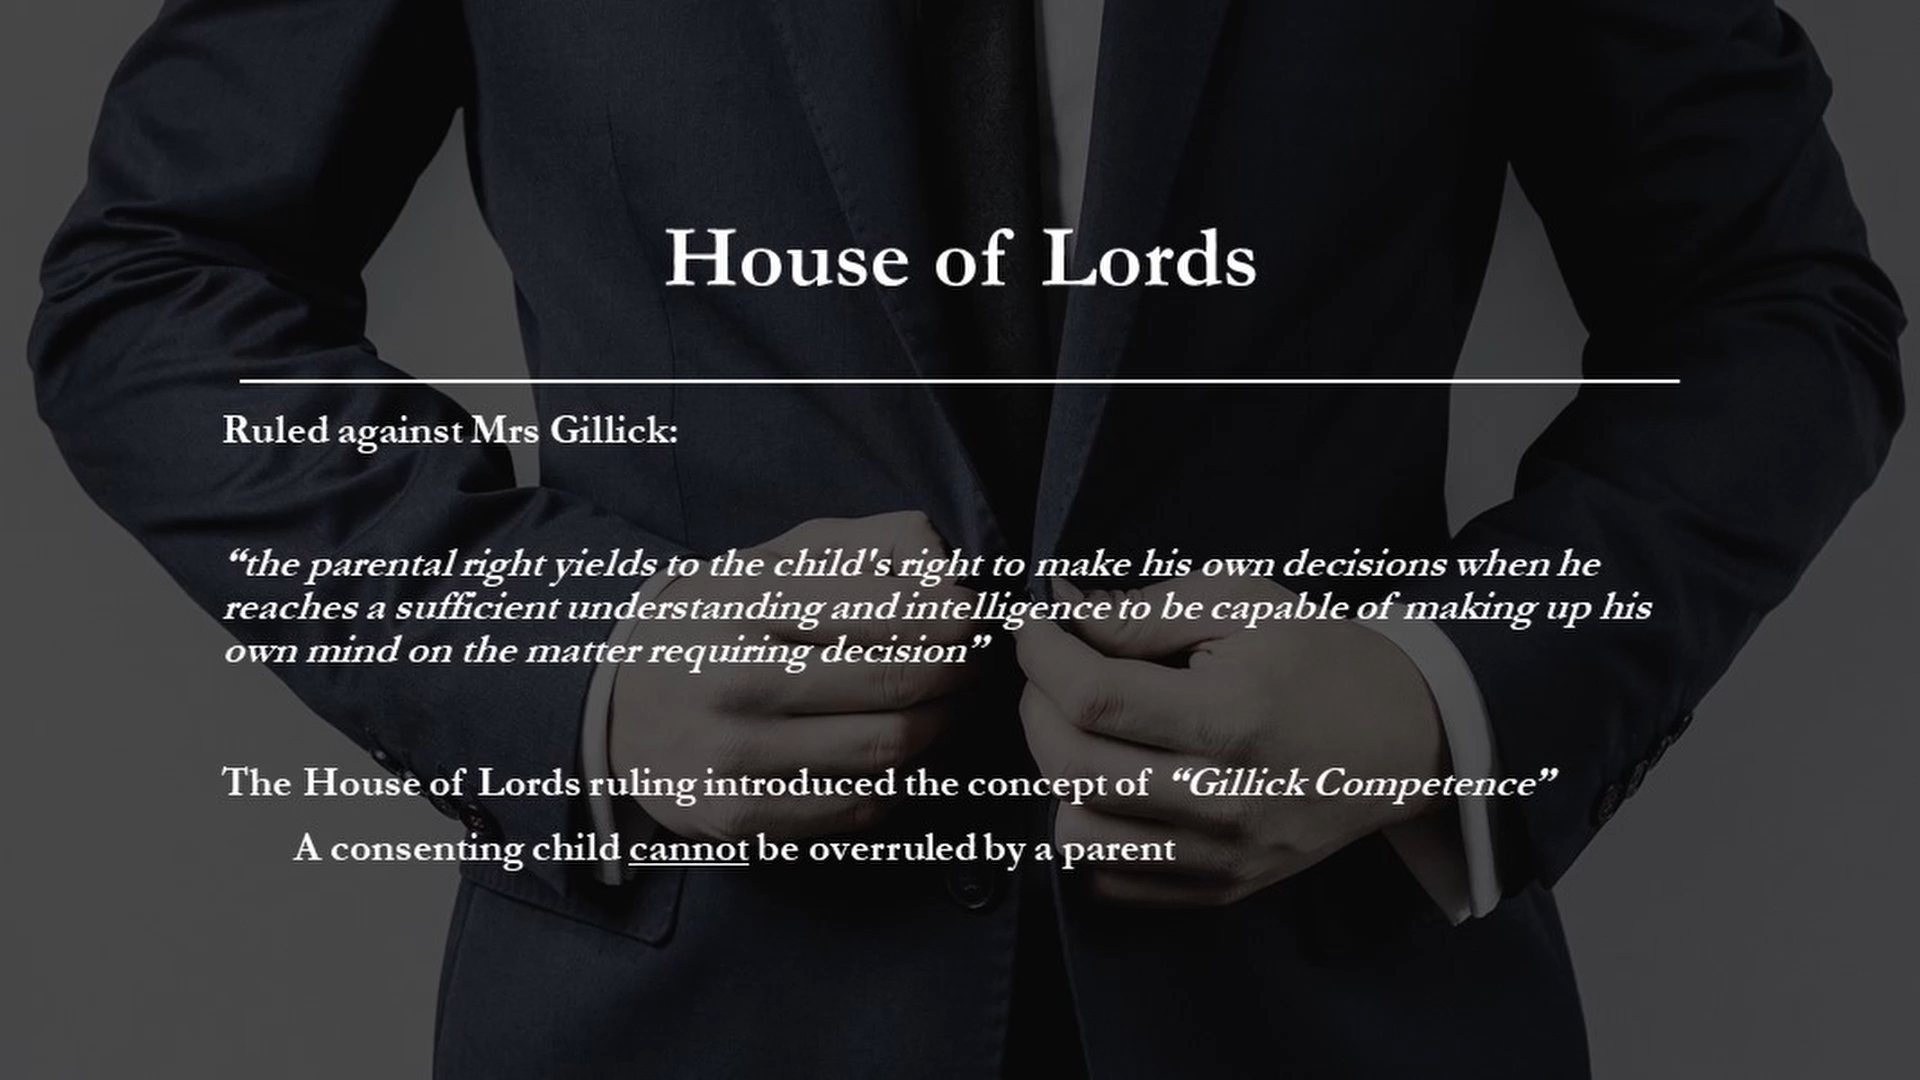 House of Lords
Ruled against Mrs Gillick:
“the parental right yields to the child's right to make his own decisions when he
reaches a sufficient understanding and intelligence to be capable of making up his
own mind on the matter requiring decision”
The House of Lords ruling introduced the concept of “Gillick Competence”
A consenting child cannot be overruled by a parent